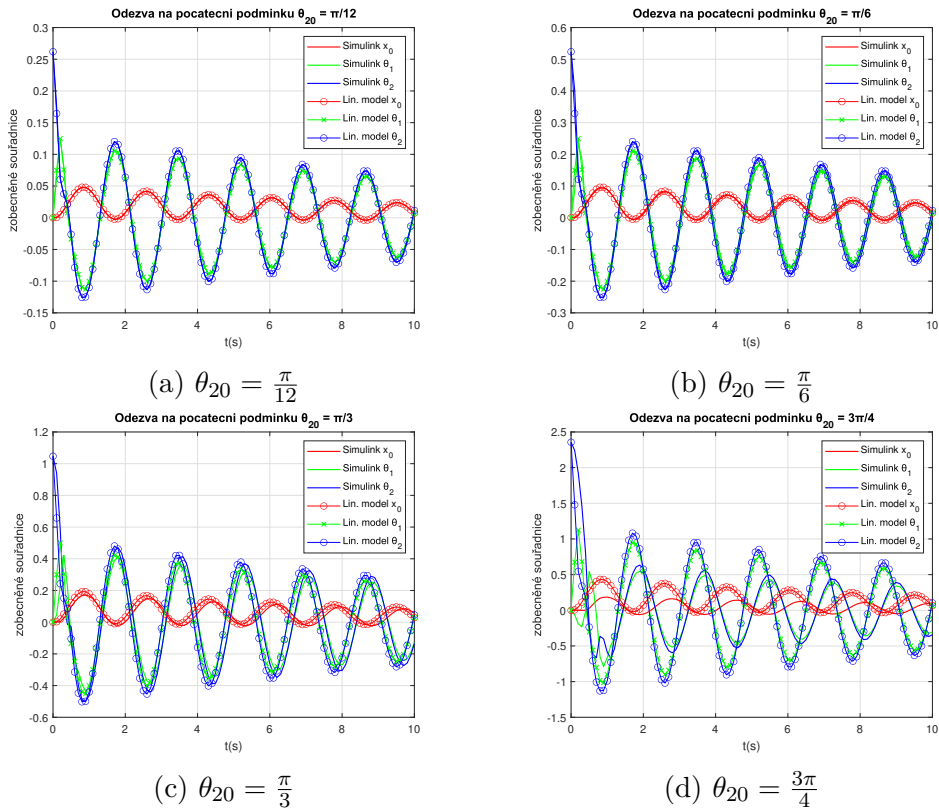 Odezva na pocatecni podminku θ₂₀ = π/12
zobecněné souřadnice
0.3
0.25
0.2
0.15
0.1
0.05
0
-0.05
-0.1
-0.15
Simulink x₀
Simulink θ₁
Simulink θ₂
Lin. model x₀
Lin. model θ₁
Lin. model θ₂
0 2 4 6 8 10
t(s)
(a) θ₂₀ = π/12
Odezva na pocatecni podminku θ₂₀ = π/6
zobecněné souřadnice
0.6
0.5
0.4
0.3
0.2
0.1
0
-0.1
-0.2
-0.3
Simulink x₀
Simulink θ₁
Simulink θ₂
Lin. model x₀
Lin. model θ₁
Lin. model θ₂
0 2 4 6 8 10
t(s)
(b) θ₂₀ = π/6
Odezva na pocatecni podminku θ₂₀ = π/3
zobecněné souřadnice
1.2
1
0.8
0.6
0.4
0.2
0
-0.2
-0.4
-0.6
Simulink x₀
Simulink θ₁
Simulink θ₂
Lin. model x₀
Lin. model θ₁
Lin. model θ₂
0 2 4 6 8 10
t(s)
(c) θ₂₀ = π/3
Odezva na pocatecni podminku θ₂₀ = 3π/4
zobecněné souřadnice
2.5
2
1.5
1
0.5
0
-0.5
-1
-1.5
Simulink x₀
Simulink θ₁
Simulink θ₂
Lin. model x₀
Lin. model θ₁
Lin. model θ₂
0 2 4 6 8 10
t(s)
(d) θ₂₀ = 3π/4